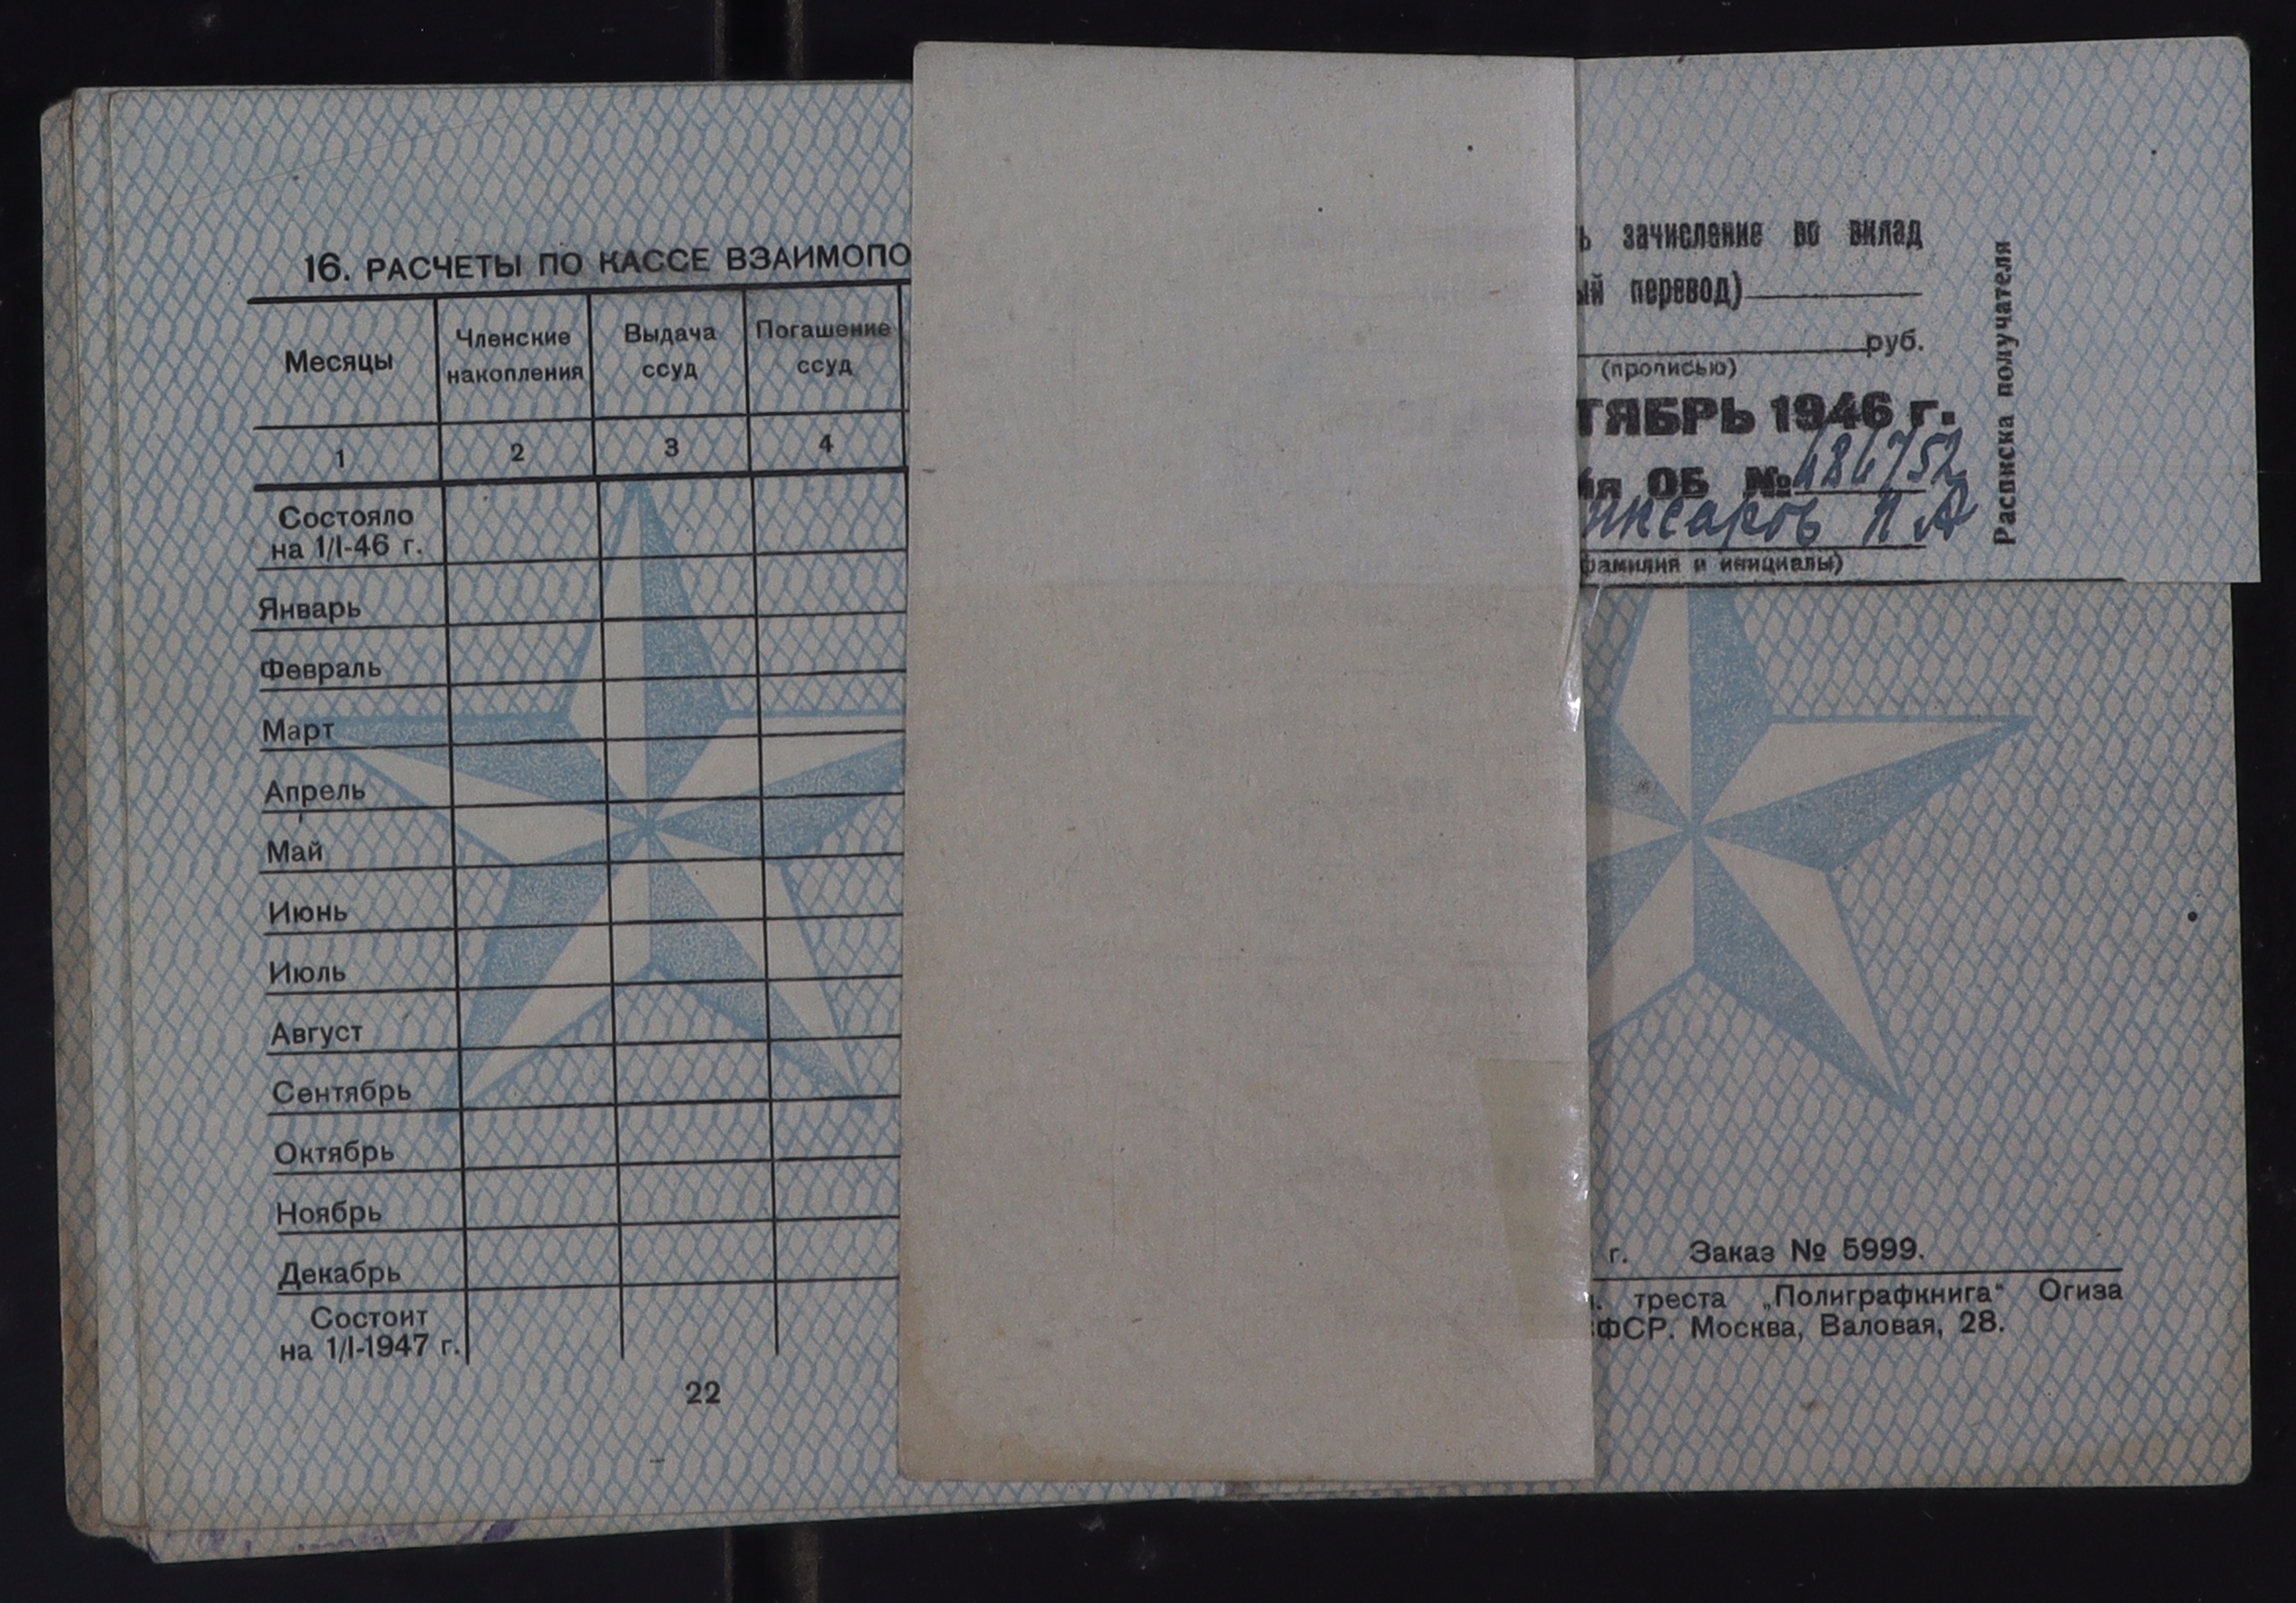 16. РАСЧЕТЫ ПО КАССЕ ВЗАИМОПО
Месяцы
Членские накопления
Выдача ссуд
Погашение ссуд
1 2 3 4
Состояло
на 1/I-46 г.
Январь
Февраль
Март
Апрель
Май
Июнь
Июль
Август
Сентябрь
Октябрь
Ноябрь
Декабрь
Состоит
на 1/I-1947 г.
22
ь зачисление во вклад
ый перевод)
руб.
(прописью)
ТЯБРЬ 1946 г.
ия ОБ №
П А
фамилия и инициалы)
Расписка получателя
г. Заказ № 5999.
треста „Полиграфкнига“ Огиза
ФСР. Москва, Валовая, 28.